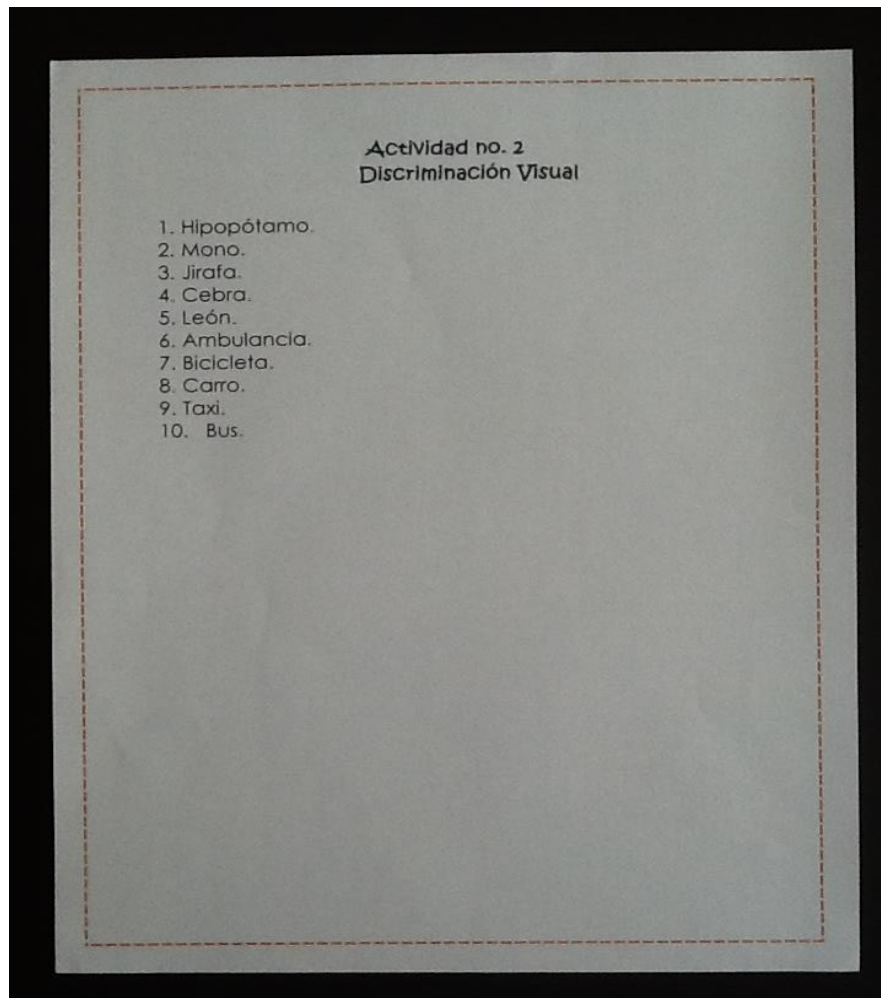 Actividad no. 2
Discriminación Visual
1. Hipopótamo.
2. Mono.
3. Jirafa.
4. Cebra.
5. León.
6. Ambulancia.
7. Bicicleta.
8. Carro.
9. Taxi.
10. Bus.